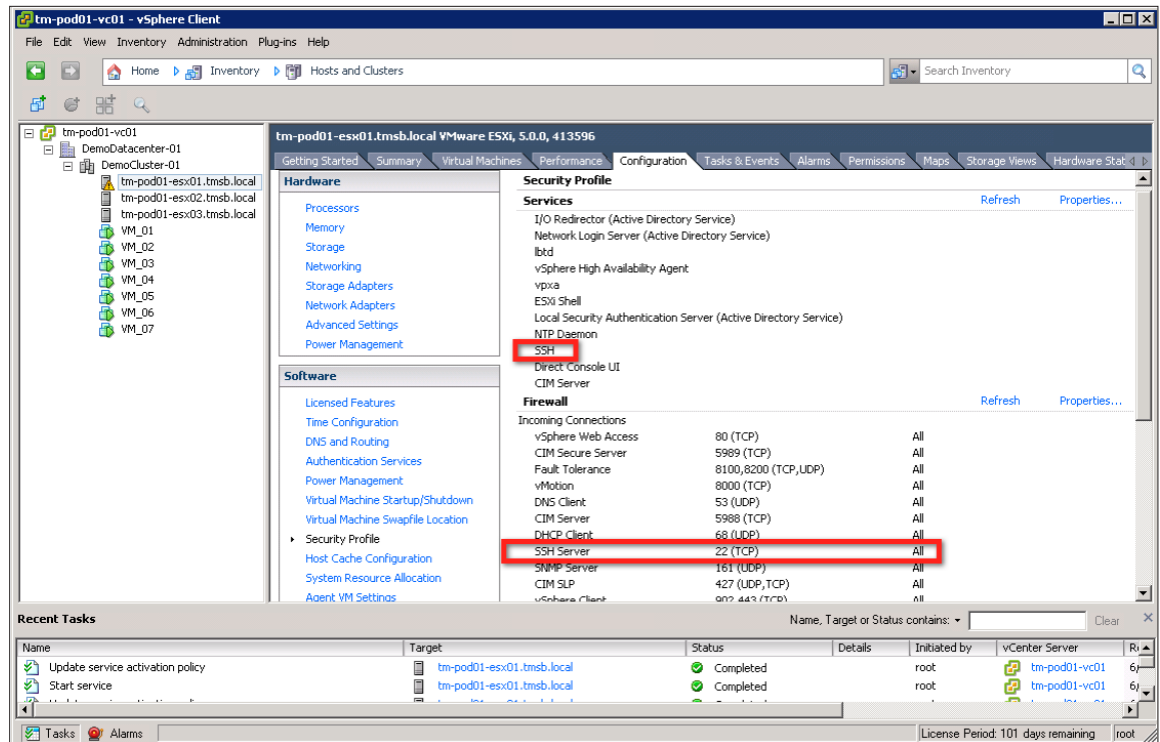 tm-pod01-vc01 - vSphere Client
File Edit View Inventory Administration Plug-ins Help
Home Inventory Hosts and Clusters Search Inventory
tm-pod01-vc01
DemoDatacenter-01
DemoCluster-01
tm-pod01-esx01.tmsb.local
tm-pod01-esx02.tmsb.local
tm-pod01-esx03.tmsb.local
VM_01
VM_02
VM_03
VM_04
VM_05
VM_06
VM_07
tm-pod01-esx01.tmsb.local VMware ESXi, 5.0.0, 413596
Getting Started Summary Virtual Machines Performance Configuration Tasks & Events Alarms Permissions Maps Storage Views Hardware Stat
Hardware
Processors
Memory
Storage
Networking
Storage Adapters
Network Adapters
Advanced Settings
Power Management
Software
Licensed Features
Time Configuration
DNS and Routing
Authentication Services
Power Management
Virtual Machine Startup/Shutdown
Virtual Machine Swapfile Location
Security Profile
Host Cache Configuration
System Resource Allocation
Agent VM Settings
Security Profile
Services Refresh Properties...
I/O Redirector (Active Directory Service)
Network Login Server (Active Directory Service)
lbtd
vSphere High Availability Agent
vpxa
ESXi Shell
Local Security Authentication Server (Active Directory Service)
NTP Daemon
SSH
Direct Console UI
CIM Server
Firewall Refresh Properties...
Incoming Connections
vSphere Web Access 80 (TCP) All
CIM Secure Server 5989 (TCP) All
Fault Tolerance 8100,8200 (TCP,UDP) All
vMotion 8000 (TCP) All
DNS Client 53 (UDP) All
CIM Server 5988 (TCP) All
DHCP Client 68 (UDP) All
SSH Server 22 (TCP) All
SNMP Server 161 (UDP) All
CIM SLP 427 (UDP,TCP) All
vSphere Client 902,443 (TCP) All
Recent Tasks Name, Target or Status contains: Clear
Name Target Status Details Initiated by vCenter Server
Update service activation policy tm-pod01-esx01.tmsb.local Completed root tm-pod01-vc01
Start service tm-pod01-esx01.tmsb.local Completed root tm-pod01-vc01
Tasks Alarms License Period: 101 days remaining root